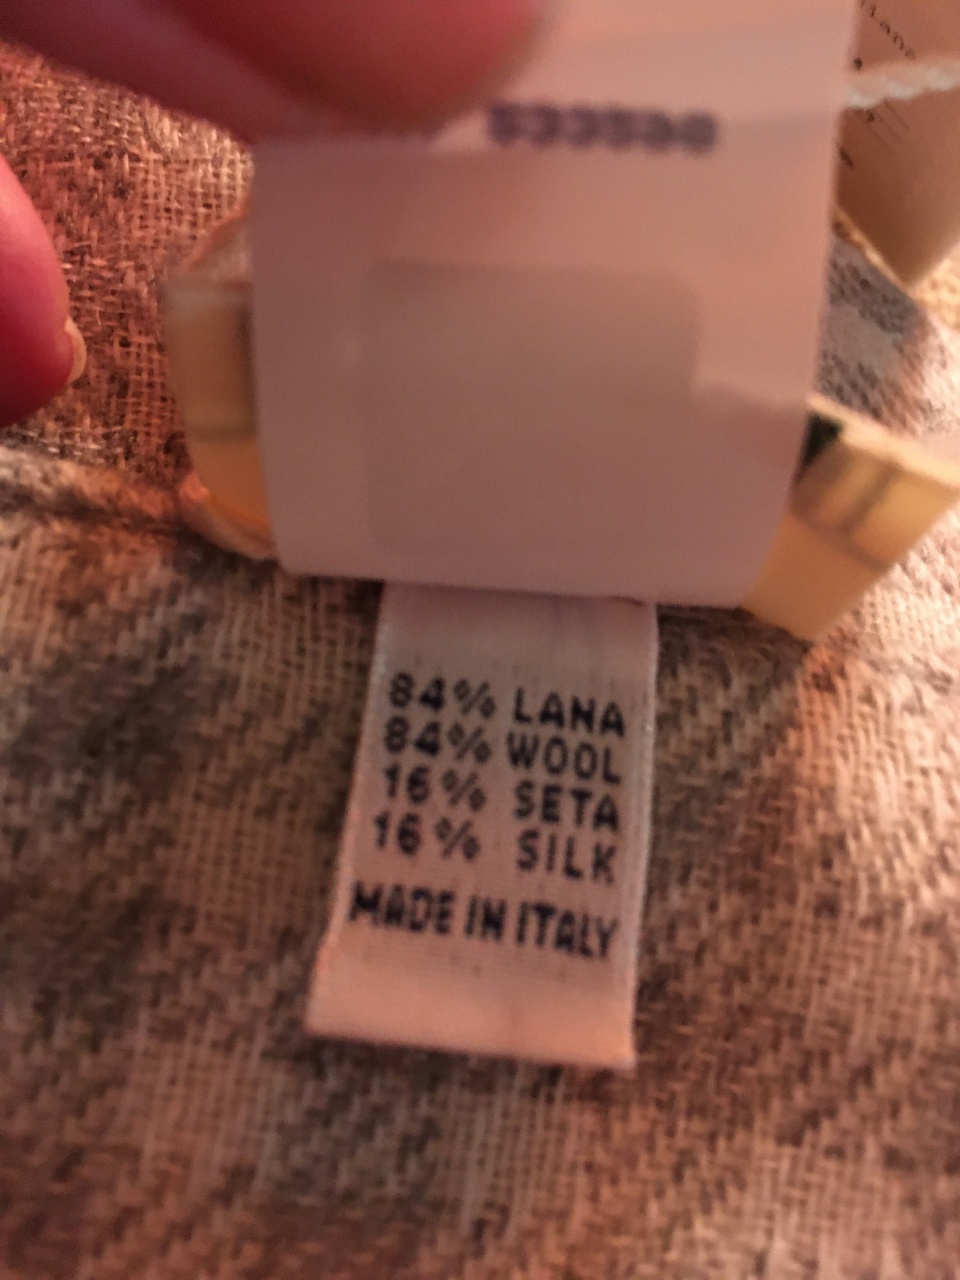 84% LANA
84% WOOL
16% SETA
16% SILK
MADE IN ITALY